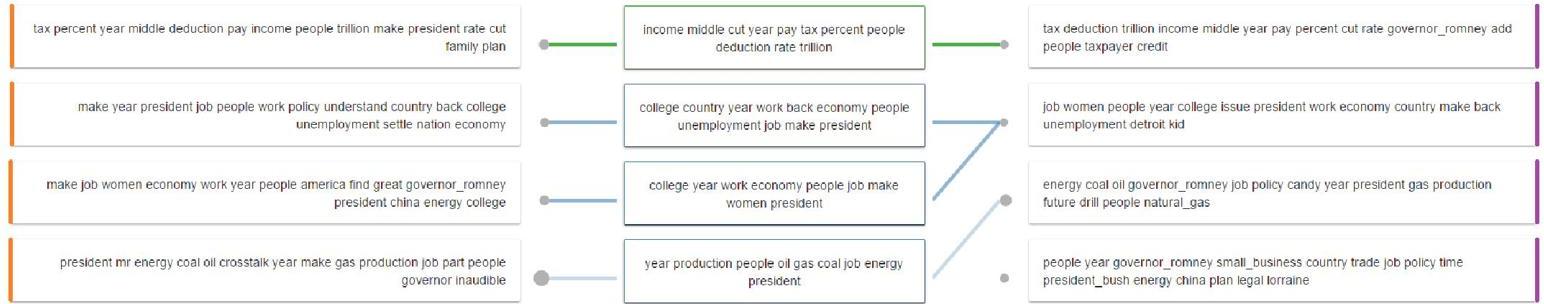 tax percent year middle deduction pay income people trillion make president rate cut
family plan
income middle cut year pay tax percent people
deduction rate trillion
tax deduction trillion income middle year pay percent cut rate governor_romney add
people taxpayer credit
make year president job people work policy understand country back college
unemployment settle nation economy
college country year work back economy people
unemployment job make president
job women people year college issue president work economy country make back
unemployment detroit kid
make job women economy work year people america find great governor_romney
president china energy college
college year work economy people job make
women president
energy coal oil governor_romney job policy candy year president gas production
future drill people natural_gas
president mr energy coal oil crosstalk year make gas production job part people
governor inaudible
year production people oil gas coal job energy
president
people year governor_romney small_business country trade job policy time
president_bush energy china plan legal lorraine